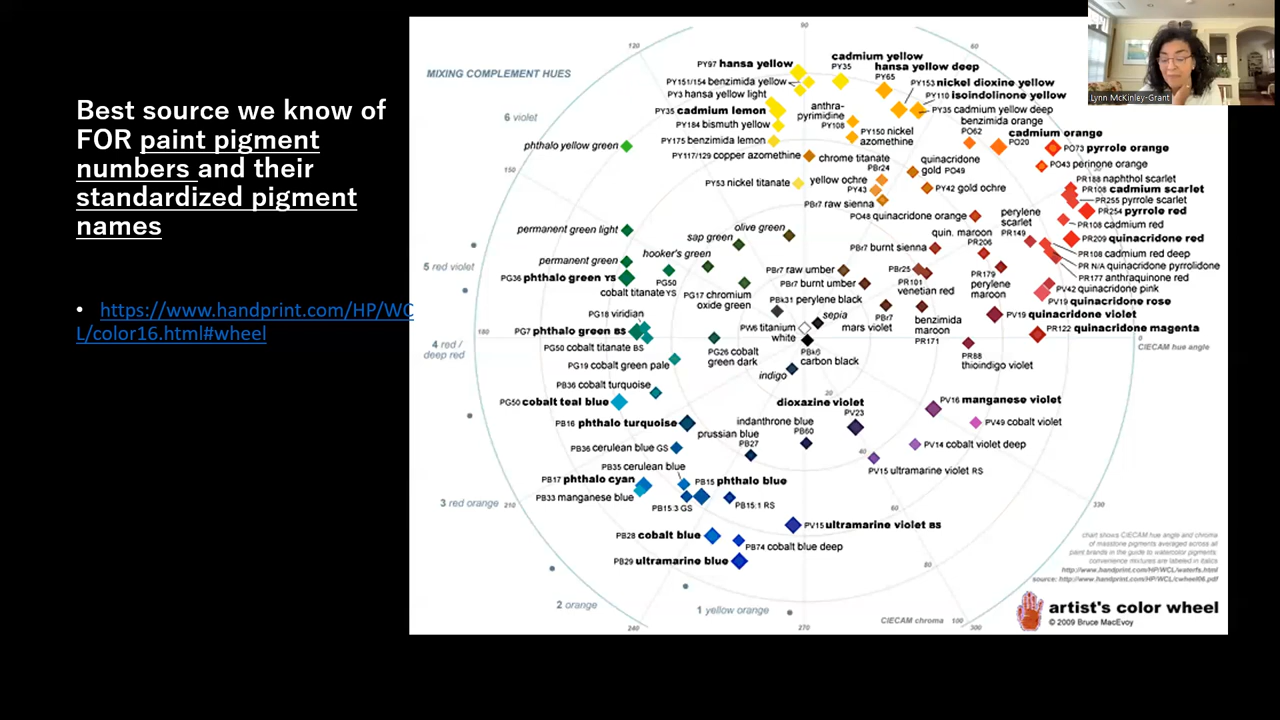 Best source we know of
FOR paint pigment
numbers and their
standardized pigment
names
• https://www.handprint.com/HP/WC
L/color16.html#wheel
Lynn McKinley-Grant
MIXING COMPLEMENT HUES
90
120
60
6 violet
150
5 red violet
180
4 red /
deep red
3 red orange
210
2 orange
240
1 yellow orange
270
300
330
0
CIECAM hue angle
CIECAM chroma 100
20
40
60
80
PY97 hansa yellow
PY151/154 benzimida yellow
PY3 hansa yellow light
PY35 cadmium lemon
PY184 bismuth yellow
PY175 benzimida lemon
PY117/129 copper azomethine
PY53 nickel titanate
phthalo yellow green
cadmium yellow
PY35
hansa yellow deep
PY65
PY153 nickel dioxine yellow
PY110 isoindolinone yellow
PY35 cadmium yellow deep
anthra-
pyrimidine
PY108
PY150 nickel
azomethine
benzimida orange
PO62
cadmium orange
PO20
PO73 pyrrole orange
PO43 perinone orange
chrome titanate
PBr24
yellow ochre
PY43
PBr7 raw sienna
quinacridone
gold PO49
PY42 gold ochre
PR188 naphthol scarlet
PR108 cadmium scarlet
PR255 pyrrole scarlet
PR254 pyrrole red
PR108 cadmium red
PR209 quinacridone red
PR108 cadmium red deep
PR N/A quinacridone pyrrolidone
PR177 anthraquinone red
PV42 quinacridone pink
PV19 quinacridone rose
PV19 quinacridone violet
PR122 quinacridone magenta
PO48 quinacridone orange
perylene
scarlet
PR149
quin. maroon
PR206
PR179
perylene
maroon
PBr7 burnt sienna
PBr25
PR101
venetian red
PBr7 raw umber
PBr7 burnt umber
PBk31 perylene black
PBr7
mars violet
benzimida
maroon
PR171
PR88
thioindigo violet
sepia
PW6 titanium
white
PBk6
carbon black
indigo
olive green
sap green
hooker's green
permanent green light
permanent green
PG36 phthalo green YS
PG50
cobalt titanate YS
PG17 chromium
oxide green
PG18 viridian
PG7 phthalo green BS
PG50 cobalt titanate BS
PG26 cobalt
green dark
PG19 cobalt green pale
PB36 cobalt turquoise
PG50 cobalt teal blue
PB16 phthalo turquoise
PB36 cerulean blue GS
prussian blue
PB27
indanthrone blue
PB60
dioxazine violet
PV23
PV16 manganese violet
PV49 cobalt violet
PV14 cobalt violet deep
PV15 ultramarine violet RS
PB35 cerulean blue
PB17 phthalo cyan
PB33 manganese blue
PB15 phthalo blue
PB15:3 GS
PB15:1 RS
PV15 ultramarine violet BS
PB28 cobalt blue
PB74 cobalt blue deep
PB29 ultramarine blue
chart shows CIECAM hue angle and chroma
of masstone pigments averaged across all
paint brands in the guide to watercolor pigments;
convenience mixtures are labeled in italics
http://www.handprint.com/HP/WCL/waterfs.html
source: http://www.handprint.com/HP/WCL/cwheel06.pdf
artist's color wheel
© 2009 Bruce MacEvoy